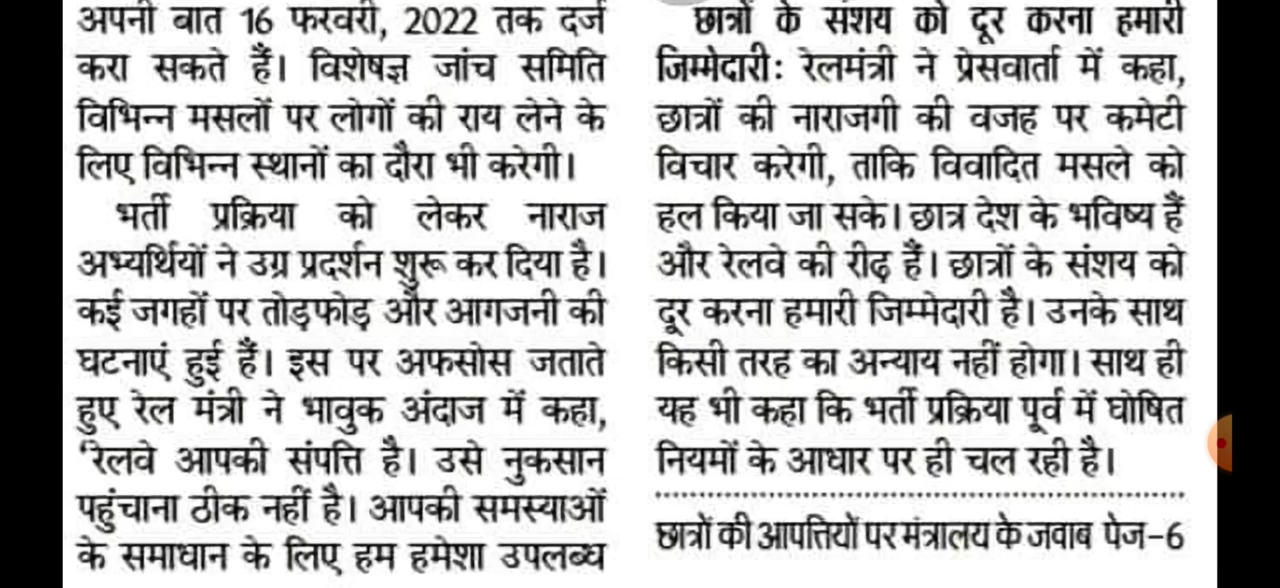 अपनी बात 16 फरवरी, 2022 तक दर्ज
करा सकते हैं। विशेषज्ञ जांच समिति
विभिन्न मसलों पर लोगों की राय लेने के
लिए विभिन्न स्थानों का दौरा भी करेगी।
भर्ती प्रक्रिया को लेकर नाराज
अभ्यर्थियों ने उग्र प्रदर्शन शुरू कर दिया है।
कई जगहों पर तोड़फोड़ और आगजनी की
घटनाएं हुई हैं। इस पर अफसोस जताते
हुए रेल मंत्री ने भावुक अंदाज में कहा,
‘रेलवे आपकी संपत्ति है। उसे नुकसान
पहुंचाना ठीक नहीं है। आपकी समस्याओं
के समाधान के लिए हम हमेशा उपलब्ध
छात्रों के संशय को दूर करना हमारी
जिम्मेदारी: रेलमंत्री ने प्रेसवार्ता में कहा,
छात्रों की नाराजगी की वजह पर कमेटी
विचार करेगी, ताकि विवादित मसले को
हल किया जा सके। छात्र देश के भविष्य हैं
और रेलवे की रीढ़ हैं। छात्रों के संशय को
दूर करना हमारी जिम्मेदारी है। उनके साथ
किसी तरह का अन्याय नहीं होगा। साथ ही
यह भी कहा कि भर्ती प्रक्रिया पूर्व में घोषित
नियमों के आधार पर ही चल रही है।
छात्रों की आपत्तियों पर मंत्रालय के जवाब पेज-6